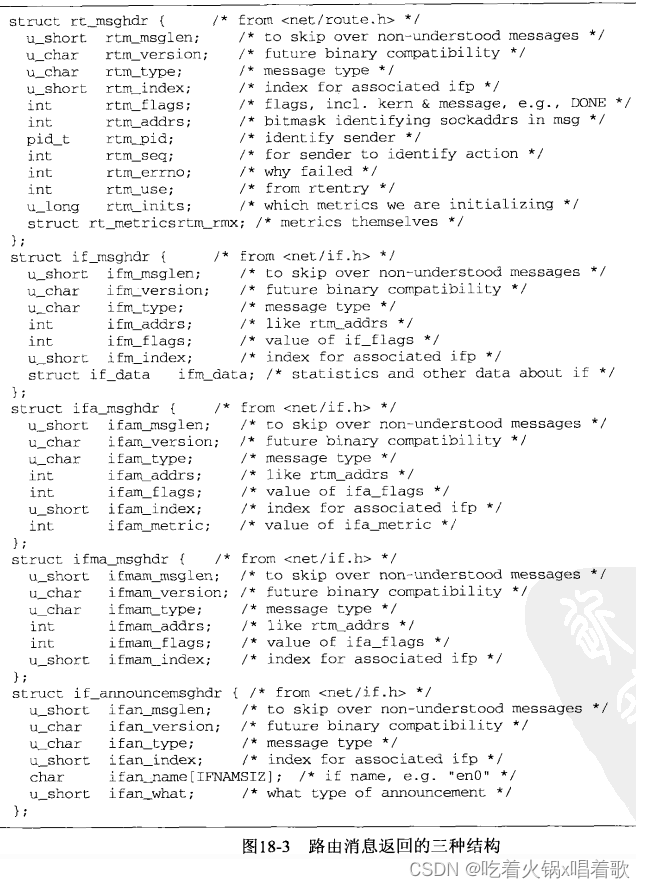 struct rt_msghdr {     /* from <net/route.h> */
  u_short  rtm_msglen;      /* to skip over non-understood messages */
  u_char   rtm_version;     /* future binary compatibility */
  u_char   rtm_type;        /* message type */
  u_short  rtm_index;       /* index for associated ifp */
  int      rtm_flags;       /* flags, incl. kern & message, e.g., DONE */
  int      rtm_addrs;       /* bitmask identifying sockaddrs in msg */
  pid_t    rtm_pid;         /* identify sender */
  int      rtm_seq;         /* for sender to identify action */
  int      rtm_errno;       /* why failed */
  int      rtm_use;         /* from rtentry */
  u_long   rtm_inits;       /* which metrics we are initializing */
  struct rt_metricsrtm_rmx; /* metrics themselves */
};
struct if_msghdr {     /* from <net/if.h> */
  u_short  ifm_msglen;      /* to skip over non-understood messages */
  u_char   ifm_version;     /* future binary compatibility */
  u_char   ifm_type;        /* message type */
  int      ifm_addrs;       /* like rtm_addrs */
  int      ifm_flags;       /* value of if_flags */
  u_short  ifm_index;       /* index for associated ifp */
  struct if_data   ifm_data; /* statistics and other data about if */
};
struct ifa_msghdr {    /* from <net/if.h> */
  u_short  ifam_msglen;     /* to skip over non-understood messages */
  u_char   ifam_version;    /* future binary compatibility */
  u_char   ifam_type;       /* message type */
  int      ifam_addrs;      /* like rtm_addrs */
  int      ifam_flags;      /* value of ifa_flags */
  u_short  ifam_index;      /* index for associated ifp */
  int      ifam_metric;     /* value of ifa_metric */
};
struct ifma_msghdr {   /* from <net/if.h> */
  u_short  ifmam_msglen;    /* to skip over non-understood messages */
  u_char   ifmam_version;   /* future binary compatibility */
  u_char   ifmam_type;      /* message type */
  int      ifmam_addrs;     /* like rtm_addrs */
  int      ifmam_flags;     /* value of ifa_flags */
  u_short  ifmam_index;     /* index for associated ifp */
};
struct if_announcemsghdr { /* from <net/if.h> */
  u_short  ifan_msglen;     /* to skip over non-understood messages */
  u_char   ifan_version;    /* future binary compatibility */
  u_char   ifan_type;       /* message type */
  u_short  ifan_index;      /* index for associated ifp */
  char     ifan_name[IFNAMSIZ];  /* if name, e.g. "en0" */
  u_short  ifan_what;       /* what type of announcement */
};
图18-3 路由消息返回的三种结构
CSDN @吃着火锅x唱着歌